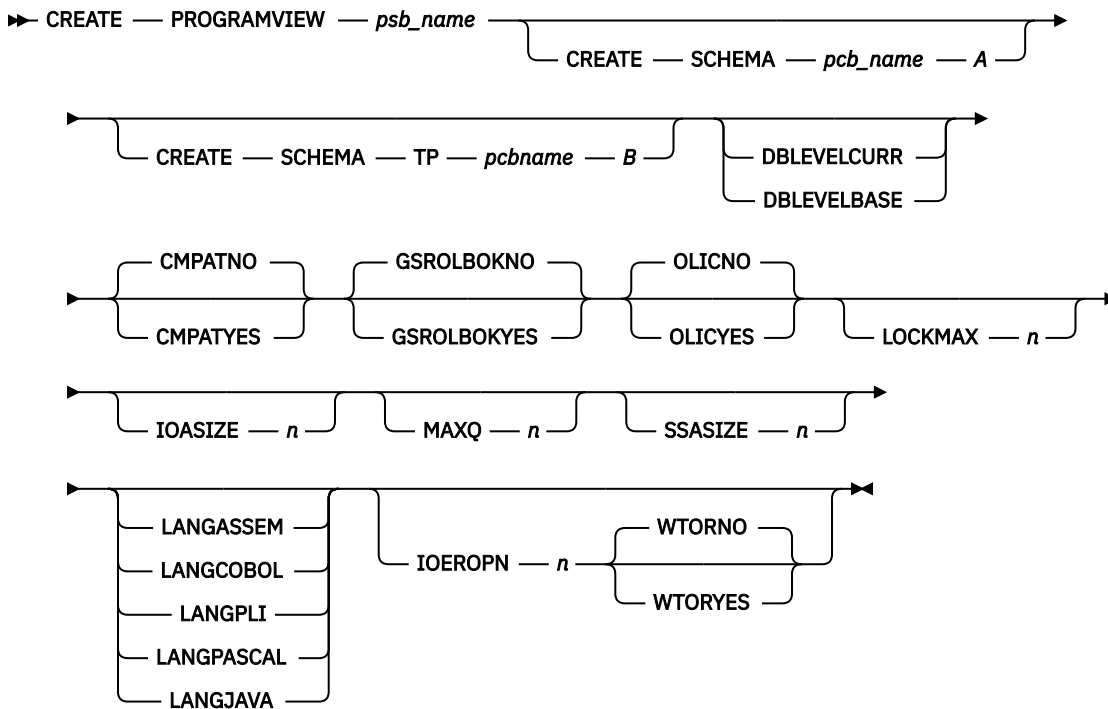 CREATE PROGRAMVIEW psb_name
CREATE SCHEMA pcb_name A
CREATE SCHEMA TP pcbname B
DBLEVELCURR
DBLEVELBASE
CMPATNO GSROLBOKNO OLICNO
CMPATYES GSROLBOKYES OLICYES LOCKMAX n
IOASIZE n MAXQ n SSASIZE n
LANGASSEM
LANGCOBOL
LANGPLI
LANGPASCAL
LANGJAVA
IOEROPN n
WTORNO
WTORYES